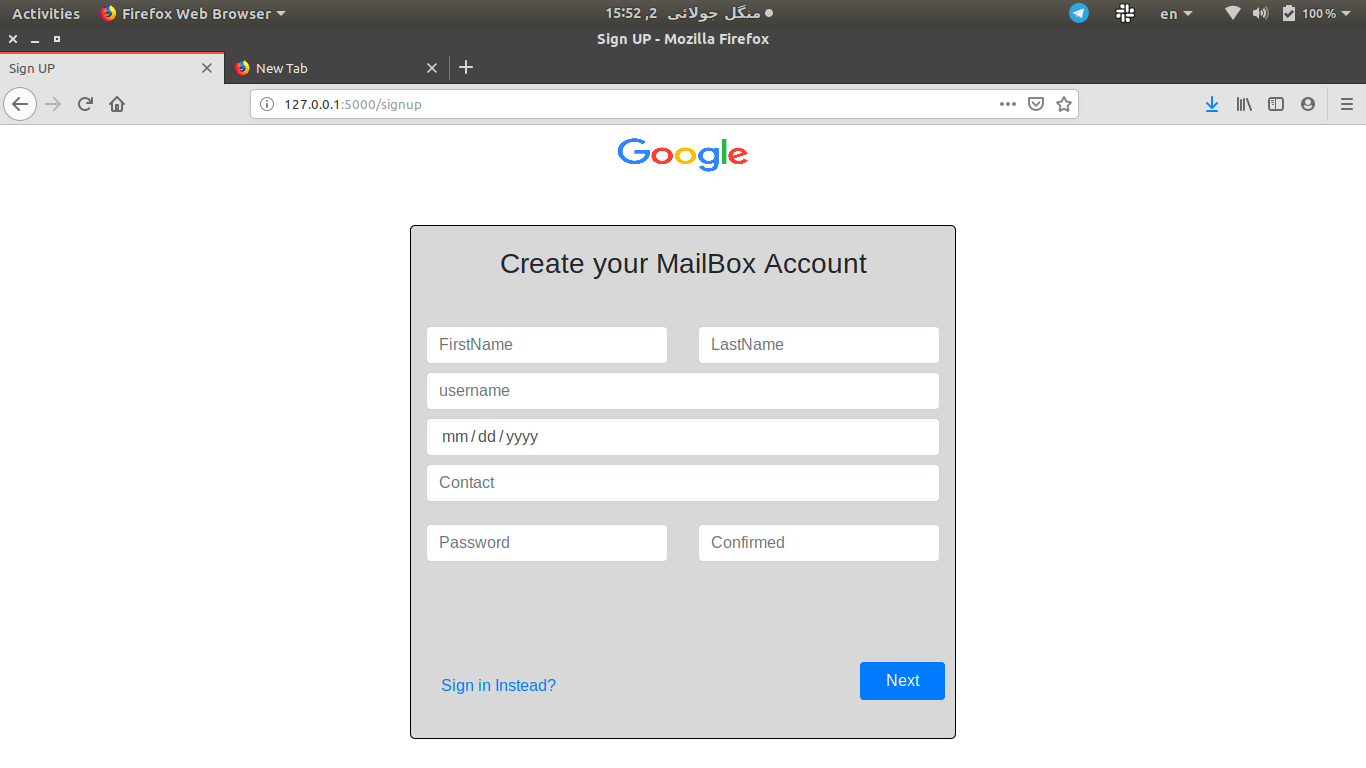 Activities Firefox Web Browser منگل جولائی 2, 15:52 en 100 %
Sign UP - Mozilla Firefox
Sign UP New Tab
127.0.0.1:5000/signup
Google
Create your MailBox Account
FirstName LastName
username
mm / dd / yyyy
Contact
Password Confirmed
Sign in Instead? Next